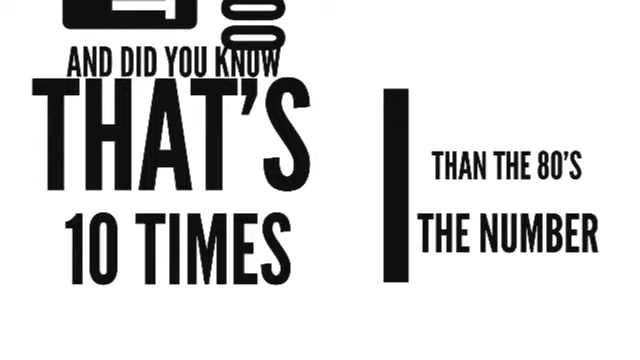 AND DID YOU KNOW
THAT'S
10 TIMES
THAN THE 80'S
THE NUMBER